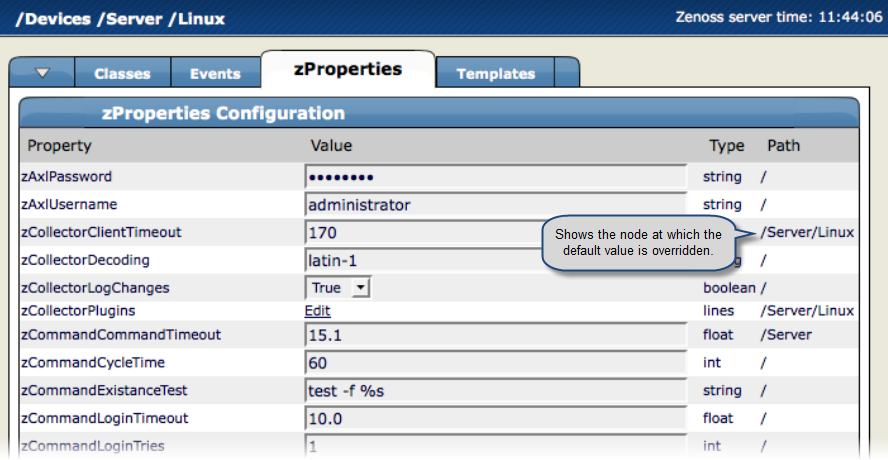 /Devices /Server /Linux Zenoss server time: 11:44:06
Classes Events zProperties Templates
zProperties Configuration
Property Value Type Path
zAxlPassword •••••••• string /
zAxlUsername administrator string /
zCollectorClientTimeout 170 /Server/Linux
Shows the node at which the
default value is overridden.
zCollectorDecoding latin-1 /
zCollectorLogChanges True boolean /
zCollectorPlugins Edit lines /Server/Linux
zCommandCommandTimeout 15.1 float /Server
zCommandCycleTime 60 int /
zCommandExistanceTest test -f %s string /
zCommandLoginTimeout 10.0 float /
zCommandLoginTries 1 int /